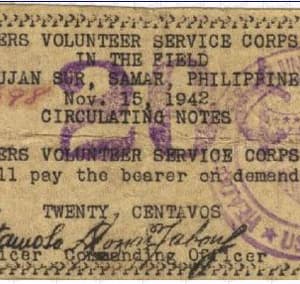 ERS VOLUNTEER SERVICE CORPS
IN THE FIELD
UJAN SUR, SAMAR, PHILIPPINE
Nov. 15, 1942
CIRCULATING NOTES
ERS VOLUNTEER SERVICE CORPS
ll pay the bearer on demand
TWENTY CENTAVOS
icer Commanding Officer